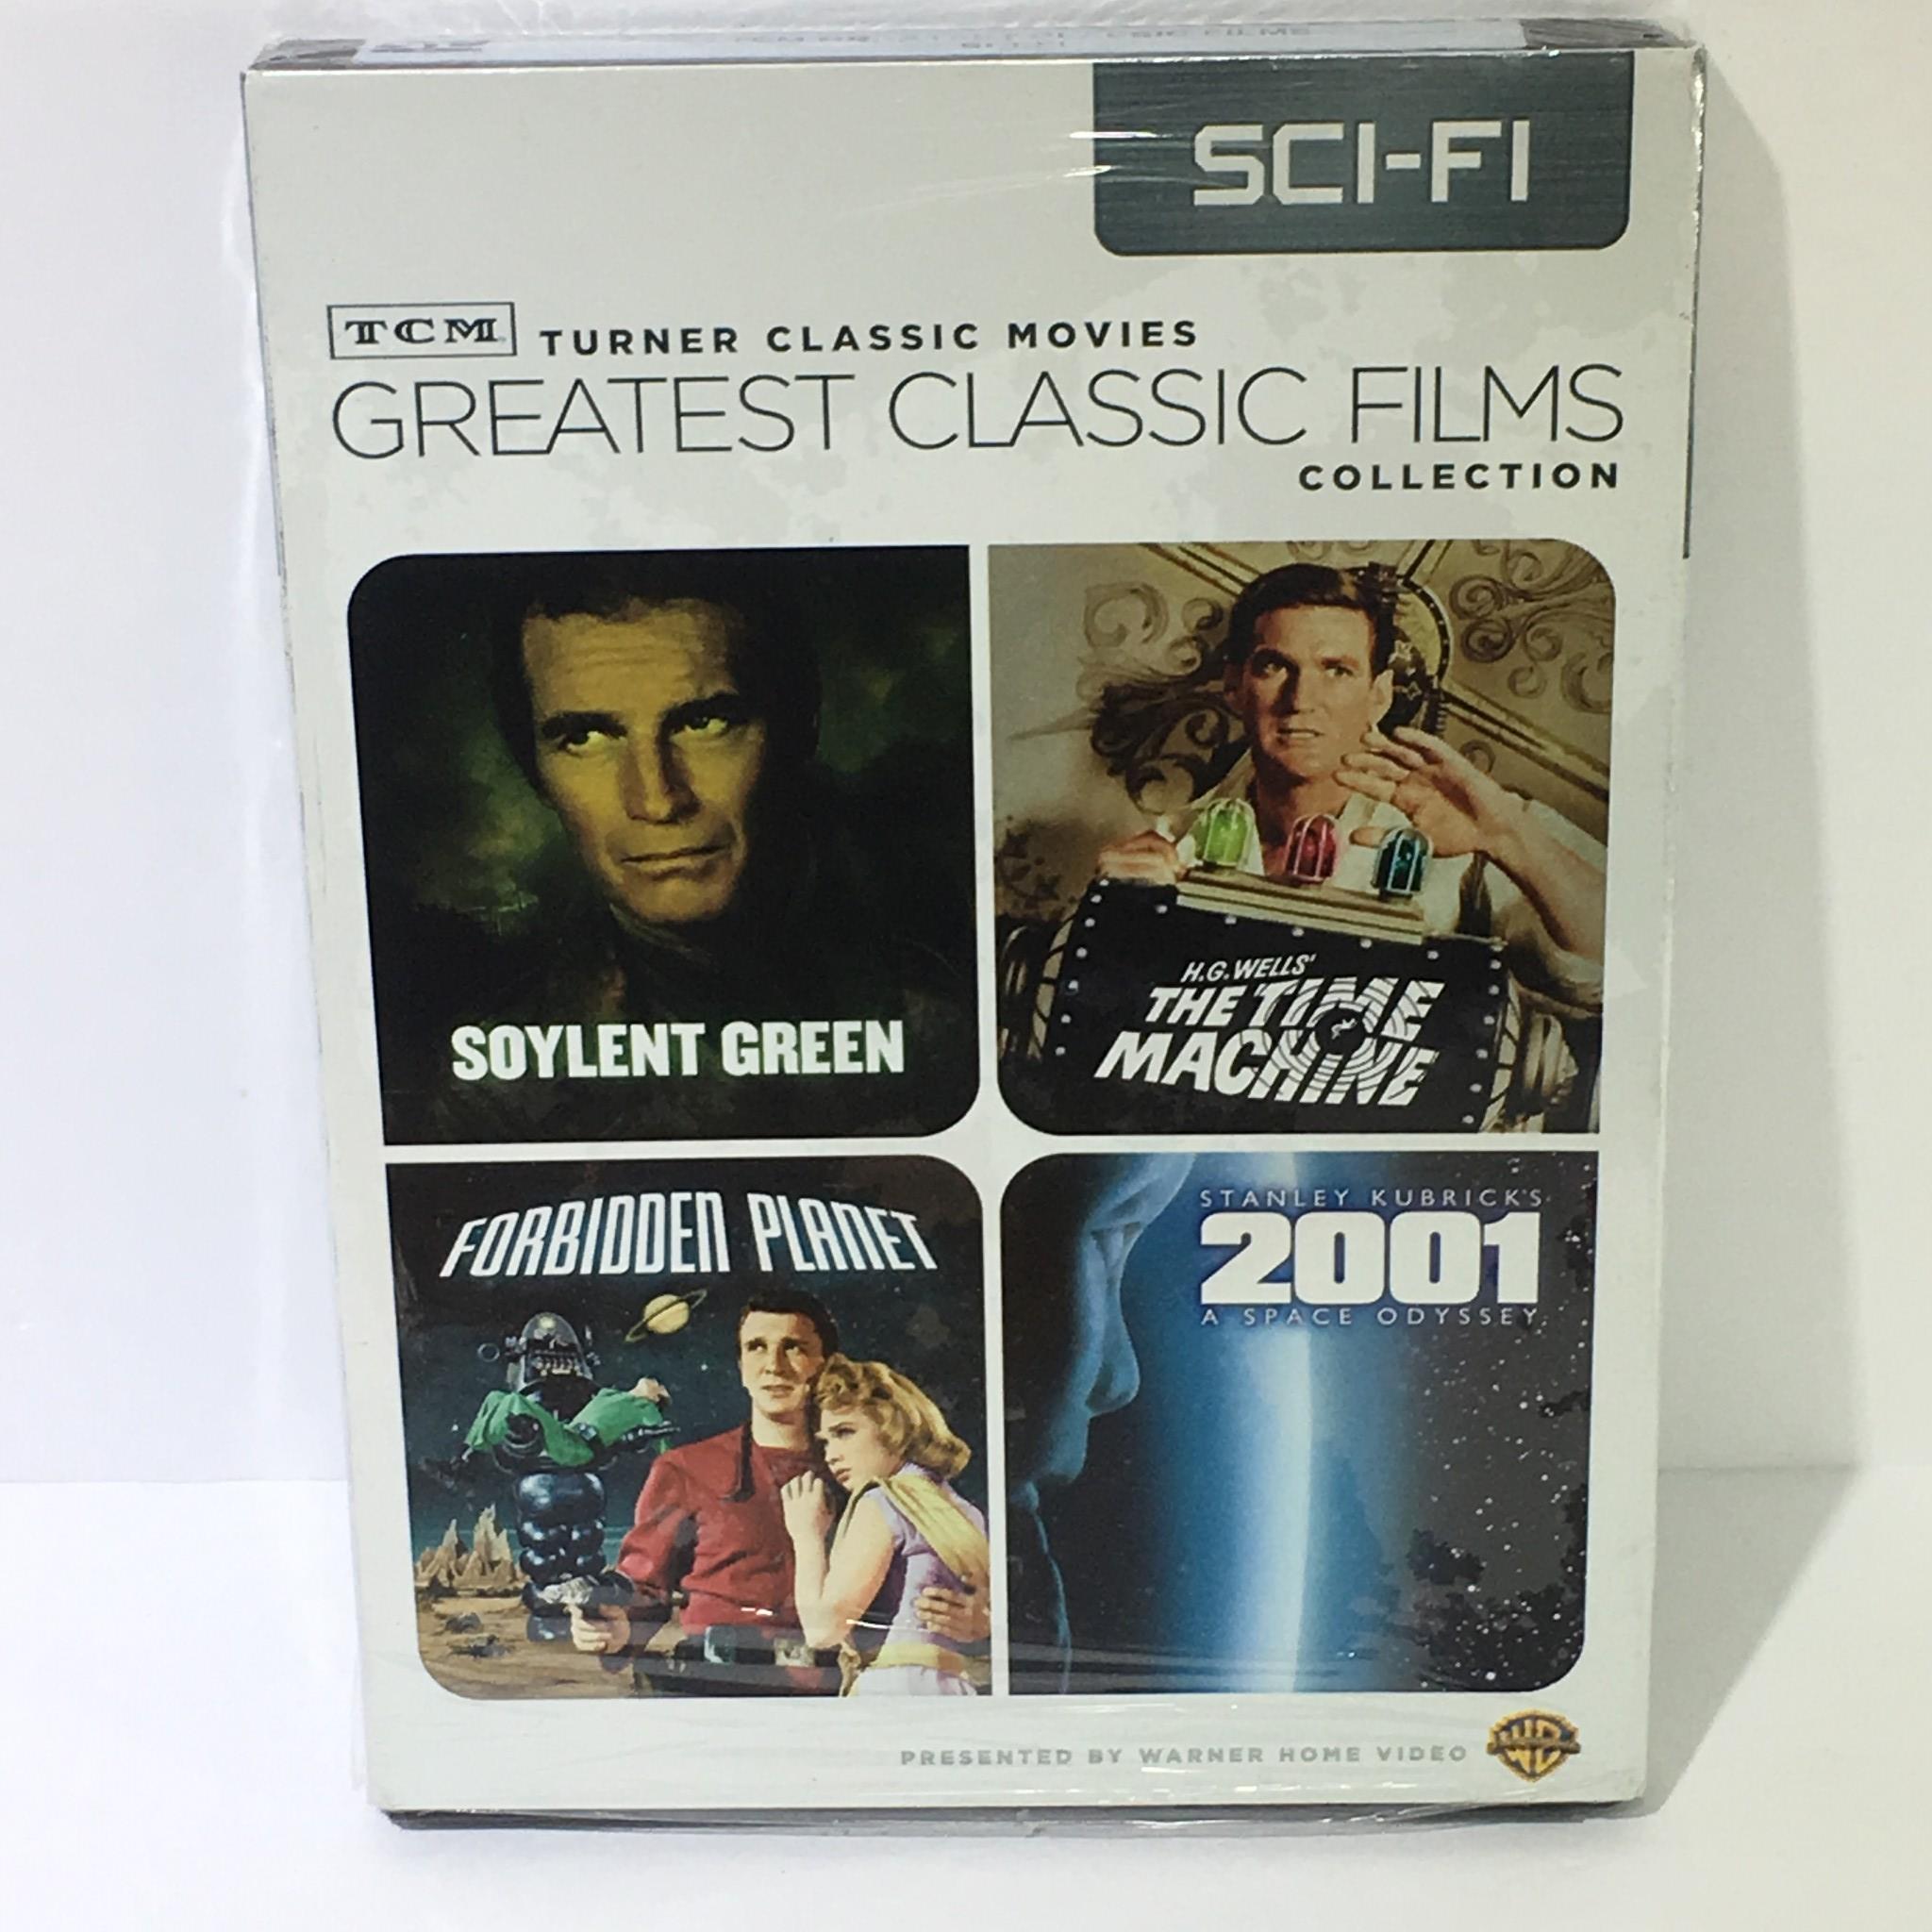 SCI-FI
TCM TURNER CLASSIC MOVIES
GREATEST CLASSIC FILMS
COLLECTION
SOYLENT GREEN
H.G. WELLS'
THE TIME
MACHINE
FORBIDDEN PLANET
STANLEY KUBRICK'S
2001
A SPACE ODYSSEY
PRESENTED BY WARNER HOME VIDEO
WB